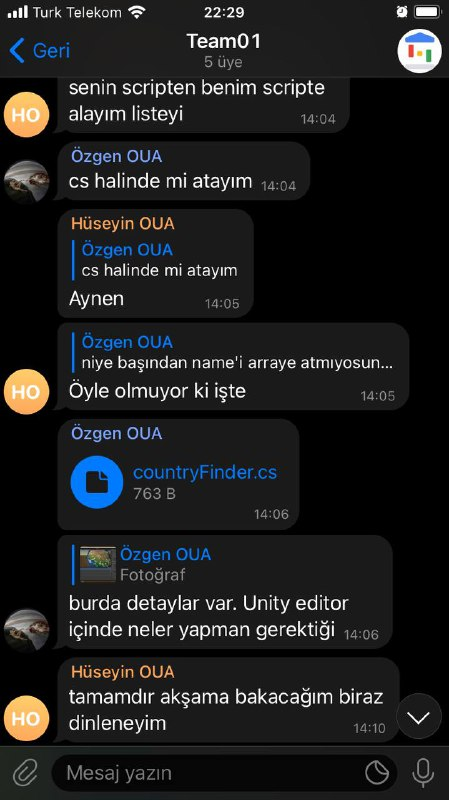 Turk Telekom
22:29
Geri
Team01
5 üye
senin scripten benim scripte
alayım listeyi
14:04
HO
Özgen OUA
cs halinde mi atayım
14:04
Hüseyin OUA
Özgen OUA
cs halinde mi atayım
Aynen
14:05
Özgen OUA
niye başından name'i arraye atmıyosun...
Öyle olmuyor ki işte
14:05
HO
Özgen OUA
countryFinder.cs
763 B
14:06
Özgen OUA
Fotoğraf
burda detaylar var. Unity editor
içinde neler yapman gerektiği
14:06
Hüseyin OUA
tamamdır akşama bakacağım biraz
dinleneyim
14:10
HO
Mesaj yazın